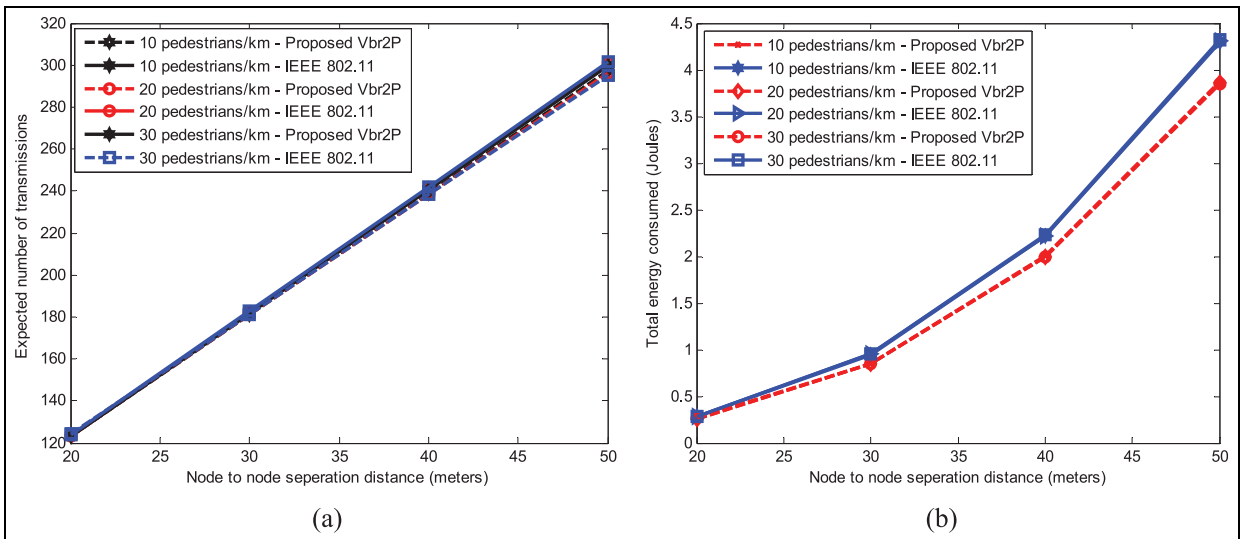 320
300
280
260
240
220
200
180
160
140
120
Expected number of transmissions
10 pedestrians/km - Proposed Vbr2P
10 pedestrians/km - IEEE 802.11
20 pedestrians/km - Proposed Vbr2P
20 pedestrians/km - IEEE 802.11
30 pedestrians/km - Proposed Vbr2P
30 pedestrians/km - IEEE 802.11
20 25 30 35 40 45 50
Node to node seperation distance (meters)
(a)
4.5
4
3.5
3
2.5
2
1.5
1
0.5
0
Total energy consumed (Joules)
10 pedestrians/km - Proposed Vbr2P
10 pedestrians/km - IEEE 802.11
20 pedestrians/km - Proposed Vbr2P
20 pedestrians/km - IEEE 802.11
30 pedestrians/km - Proposed Vbr2P
30 pedestrians/km - IEEE 802.11
20 25 30 35 40 45 50
Node to node seperation distance (meters)
(b)